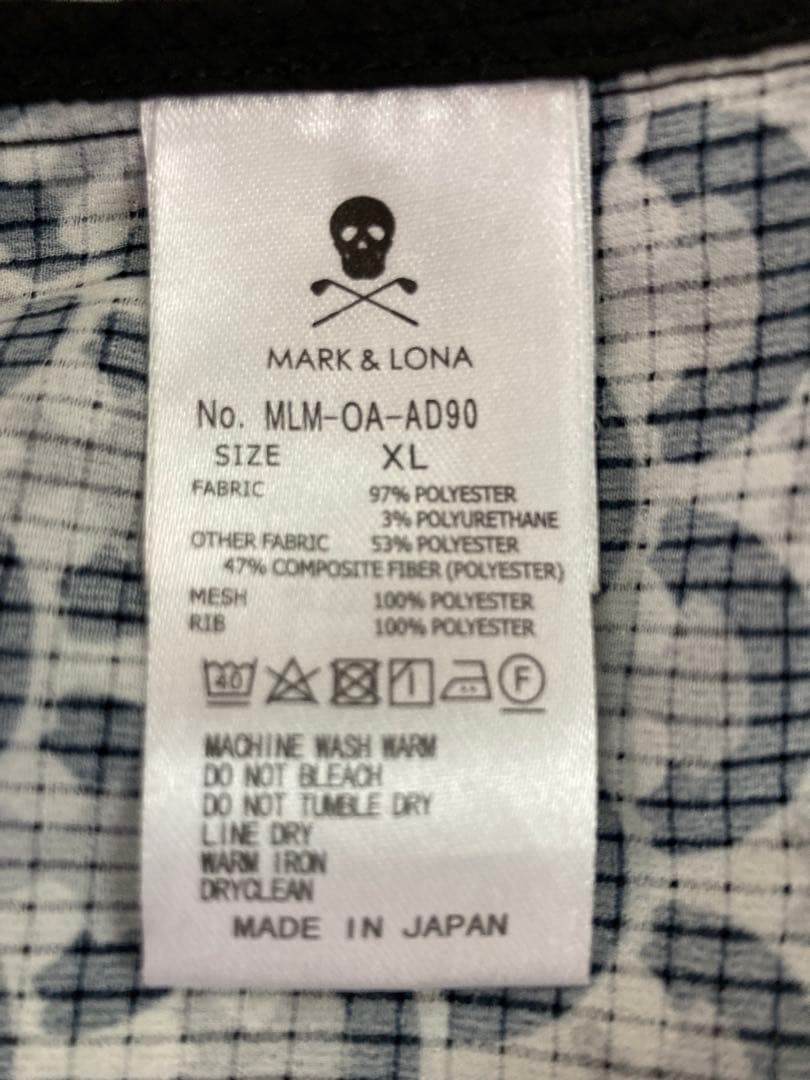 MARK & LONA
No. MLM-OA-AD90
SIZE XL
FABRIC 97% POLYESTER
3% POLYURETHANE
OTHER FABRIC 53% POLYESTER
47% COMPOSITE FIBER (POLYESTER)
MESH 100% POLYESTER
RIB 100% POLYESTER
40 F
MACHINE WASH WARM
DO NOT BLEACH
DO NOT TUMBLE DRY
LINE DRY
WARM IRON
DRYCLEAN
MADE IN JAPAN